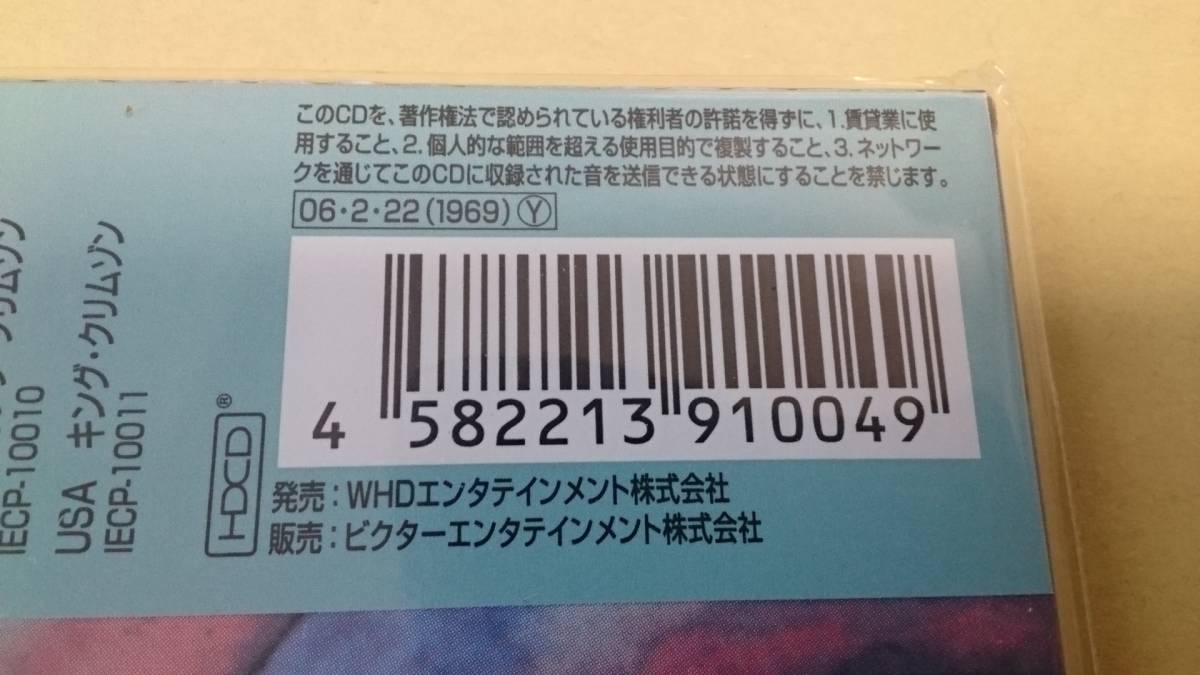 このCDを、著作権法で認められている権利者の許諾を得ずに、1.賃貸業に使
用すること、2. 個人的な範囲を超える使用目的で複製すること、3. ネットワー
クを通じてこのCDに収録された音を送信できる状態にすることを禁じます。
06・2・22(1969)Ⓨ
4 582213 910049
HDCD®
発売：WHDエンタテインメント株式会社
販売：ビクターエンタテインメント株式会社
クリムゾン
IECP-10010
USA キング・クリムゾン
IECP-10011